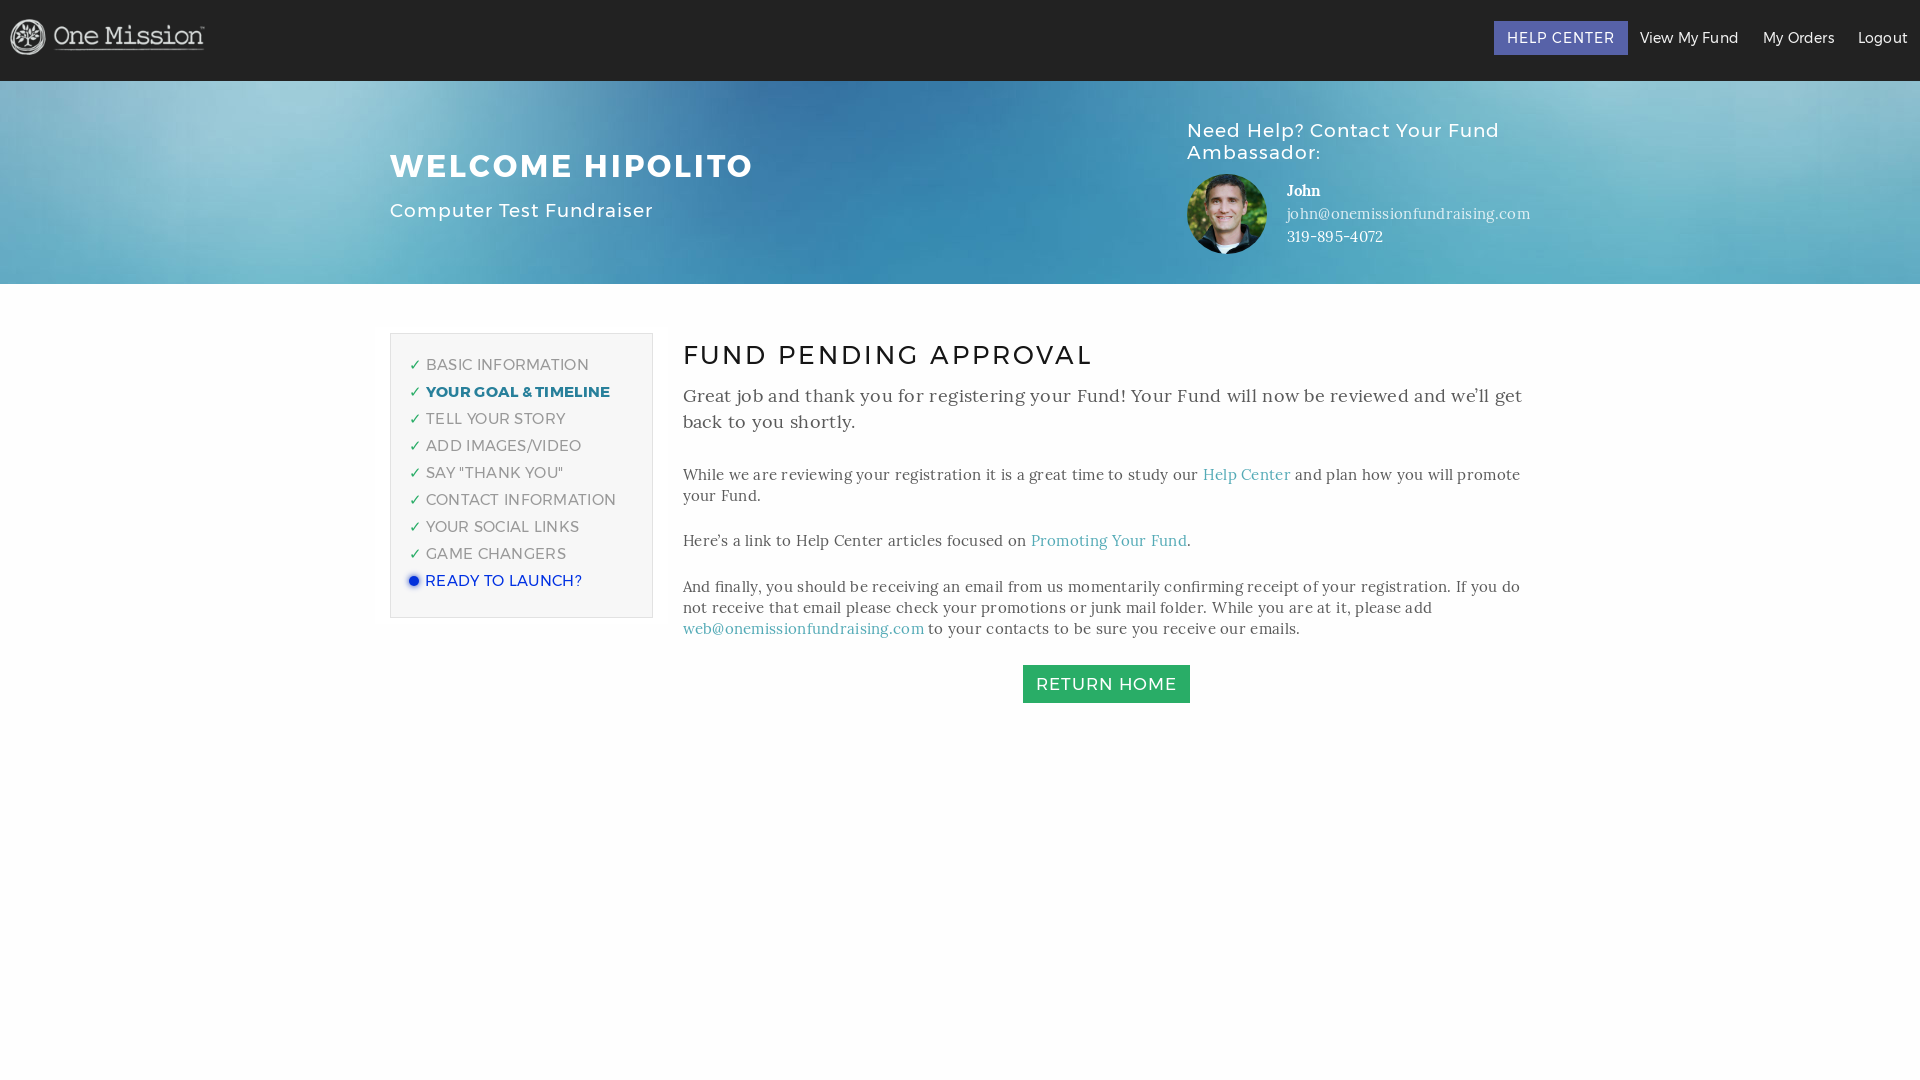 One Mission™
HELP CENTER
View My Fund
My Orders
Logout
WELCOME HIPOLITO
Computer Test Fundraiser
Need Help? Contact Your Fund
Ambassador:
John
john@onemissionfundraising.com
319-895-4072
✓ BASIC INFORMATION
✓ YOUR GOAL & TIMELINE
✓ TELL YOUR STORY
✓ ADD IMAGES/VIDEO
✓ SAY "THANK YOU"
✓ CONTACT INFORMATION
✓ YOUR SOCIAL LINKS
✓ GAME CHANGERS
READY TO LAUNCH?
FUND PENDING APPROVAL
Great job and thank you for registering your Fund! Your Fund will now be reviewed and we’ll get
back to you shortly.
While we are reviewing your registration it is a great time to study our Help Center and plan how you will promote
your Fund.
Here’s a link to Help Center articles focused on Promoting Your Fund.
And finally, you should be receiving an email from us momentarily confirming receipt of your registration. If you do
not receive that email please check your promotions or junk mail folder. While you are at it, please add
web@onemissionfundraising.com to your contacts to be sure you receive our emails.
RETURN HOME